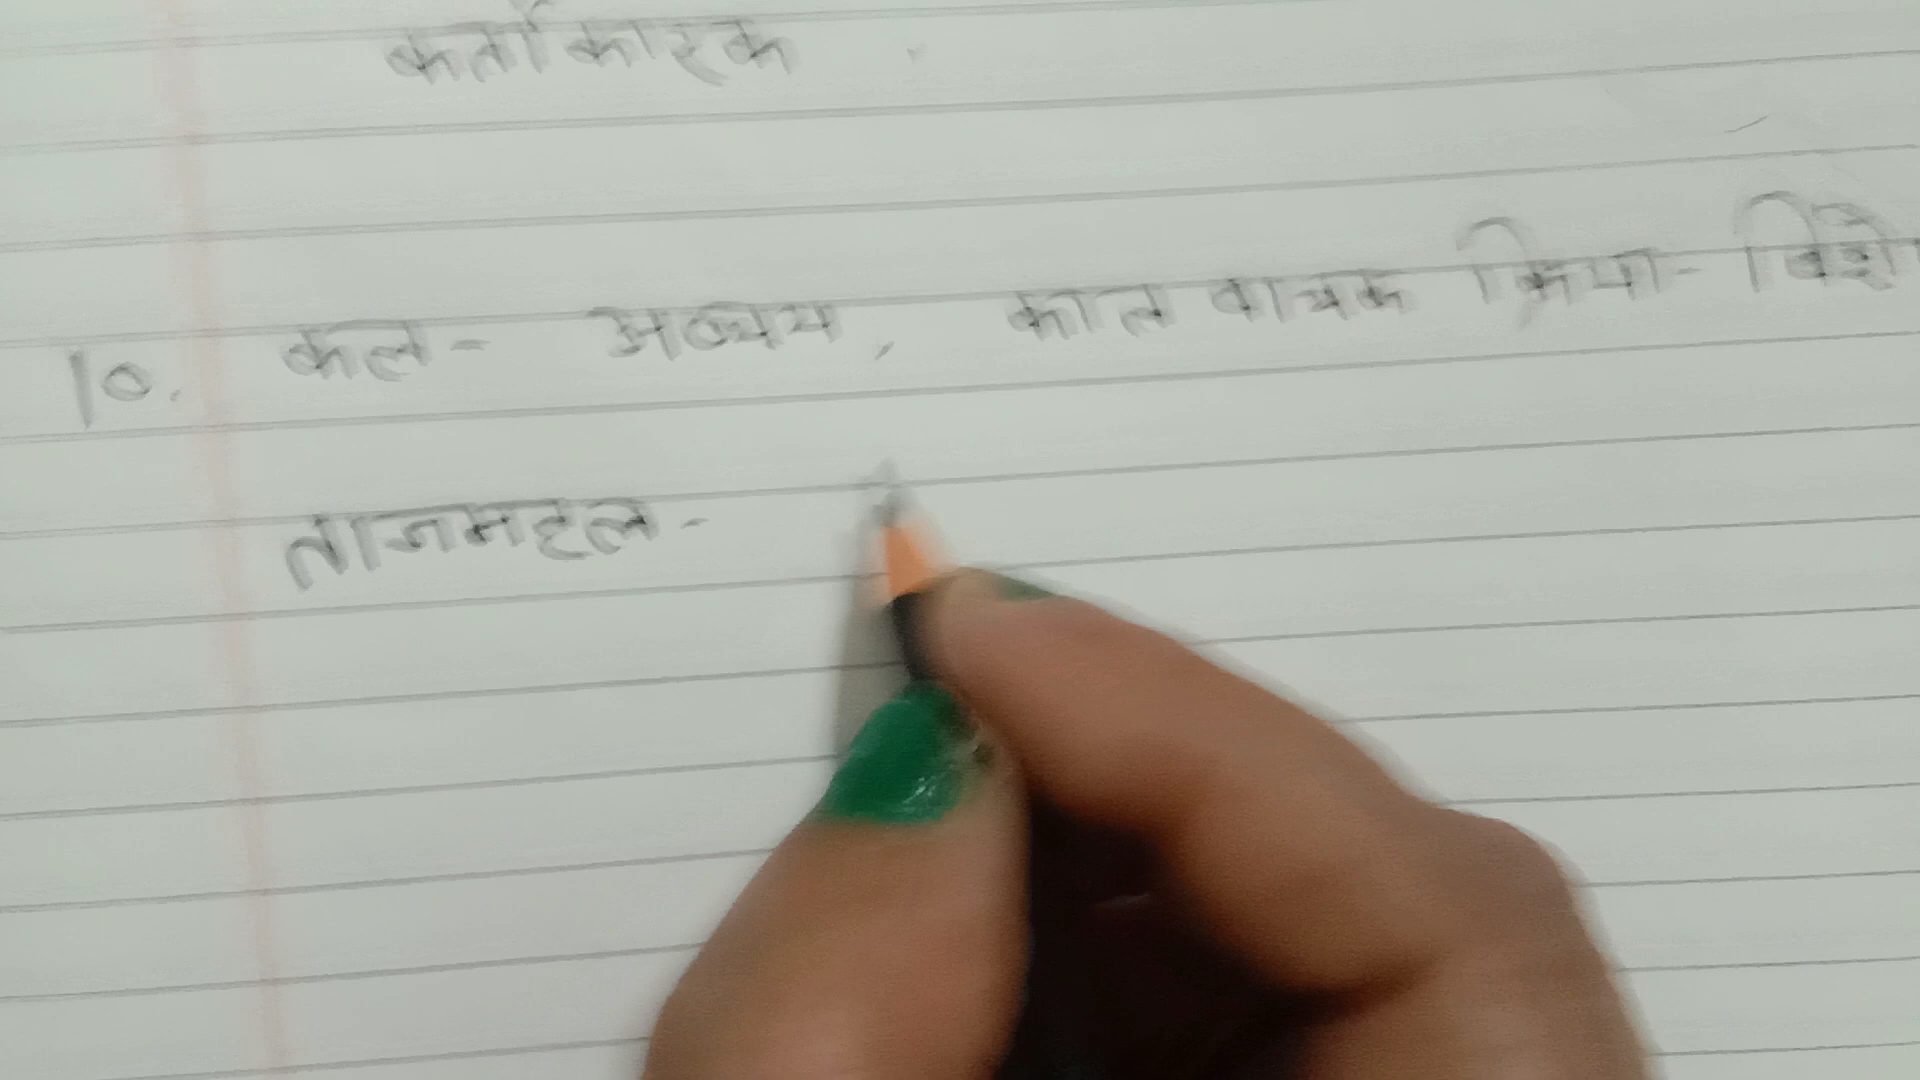 कर्ता कारक .
10. कल - अव्यय, काल वाचक क्रिया - विशे
ताजमहल -